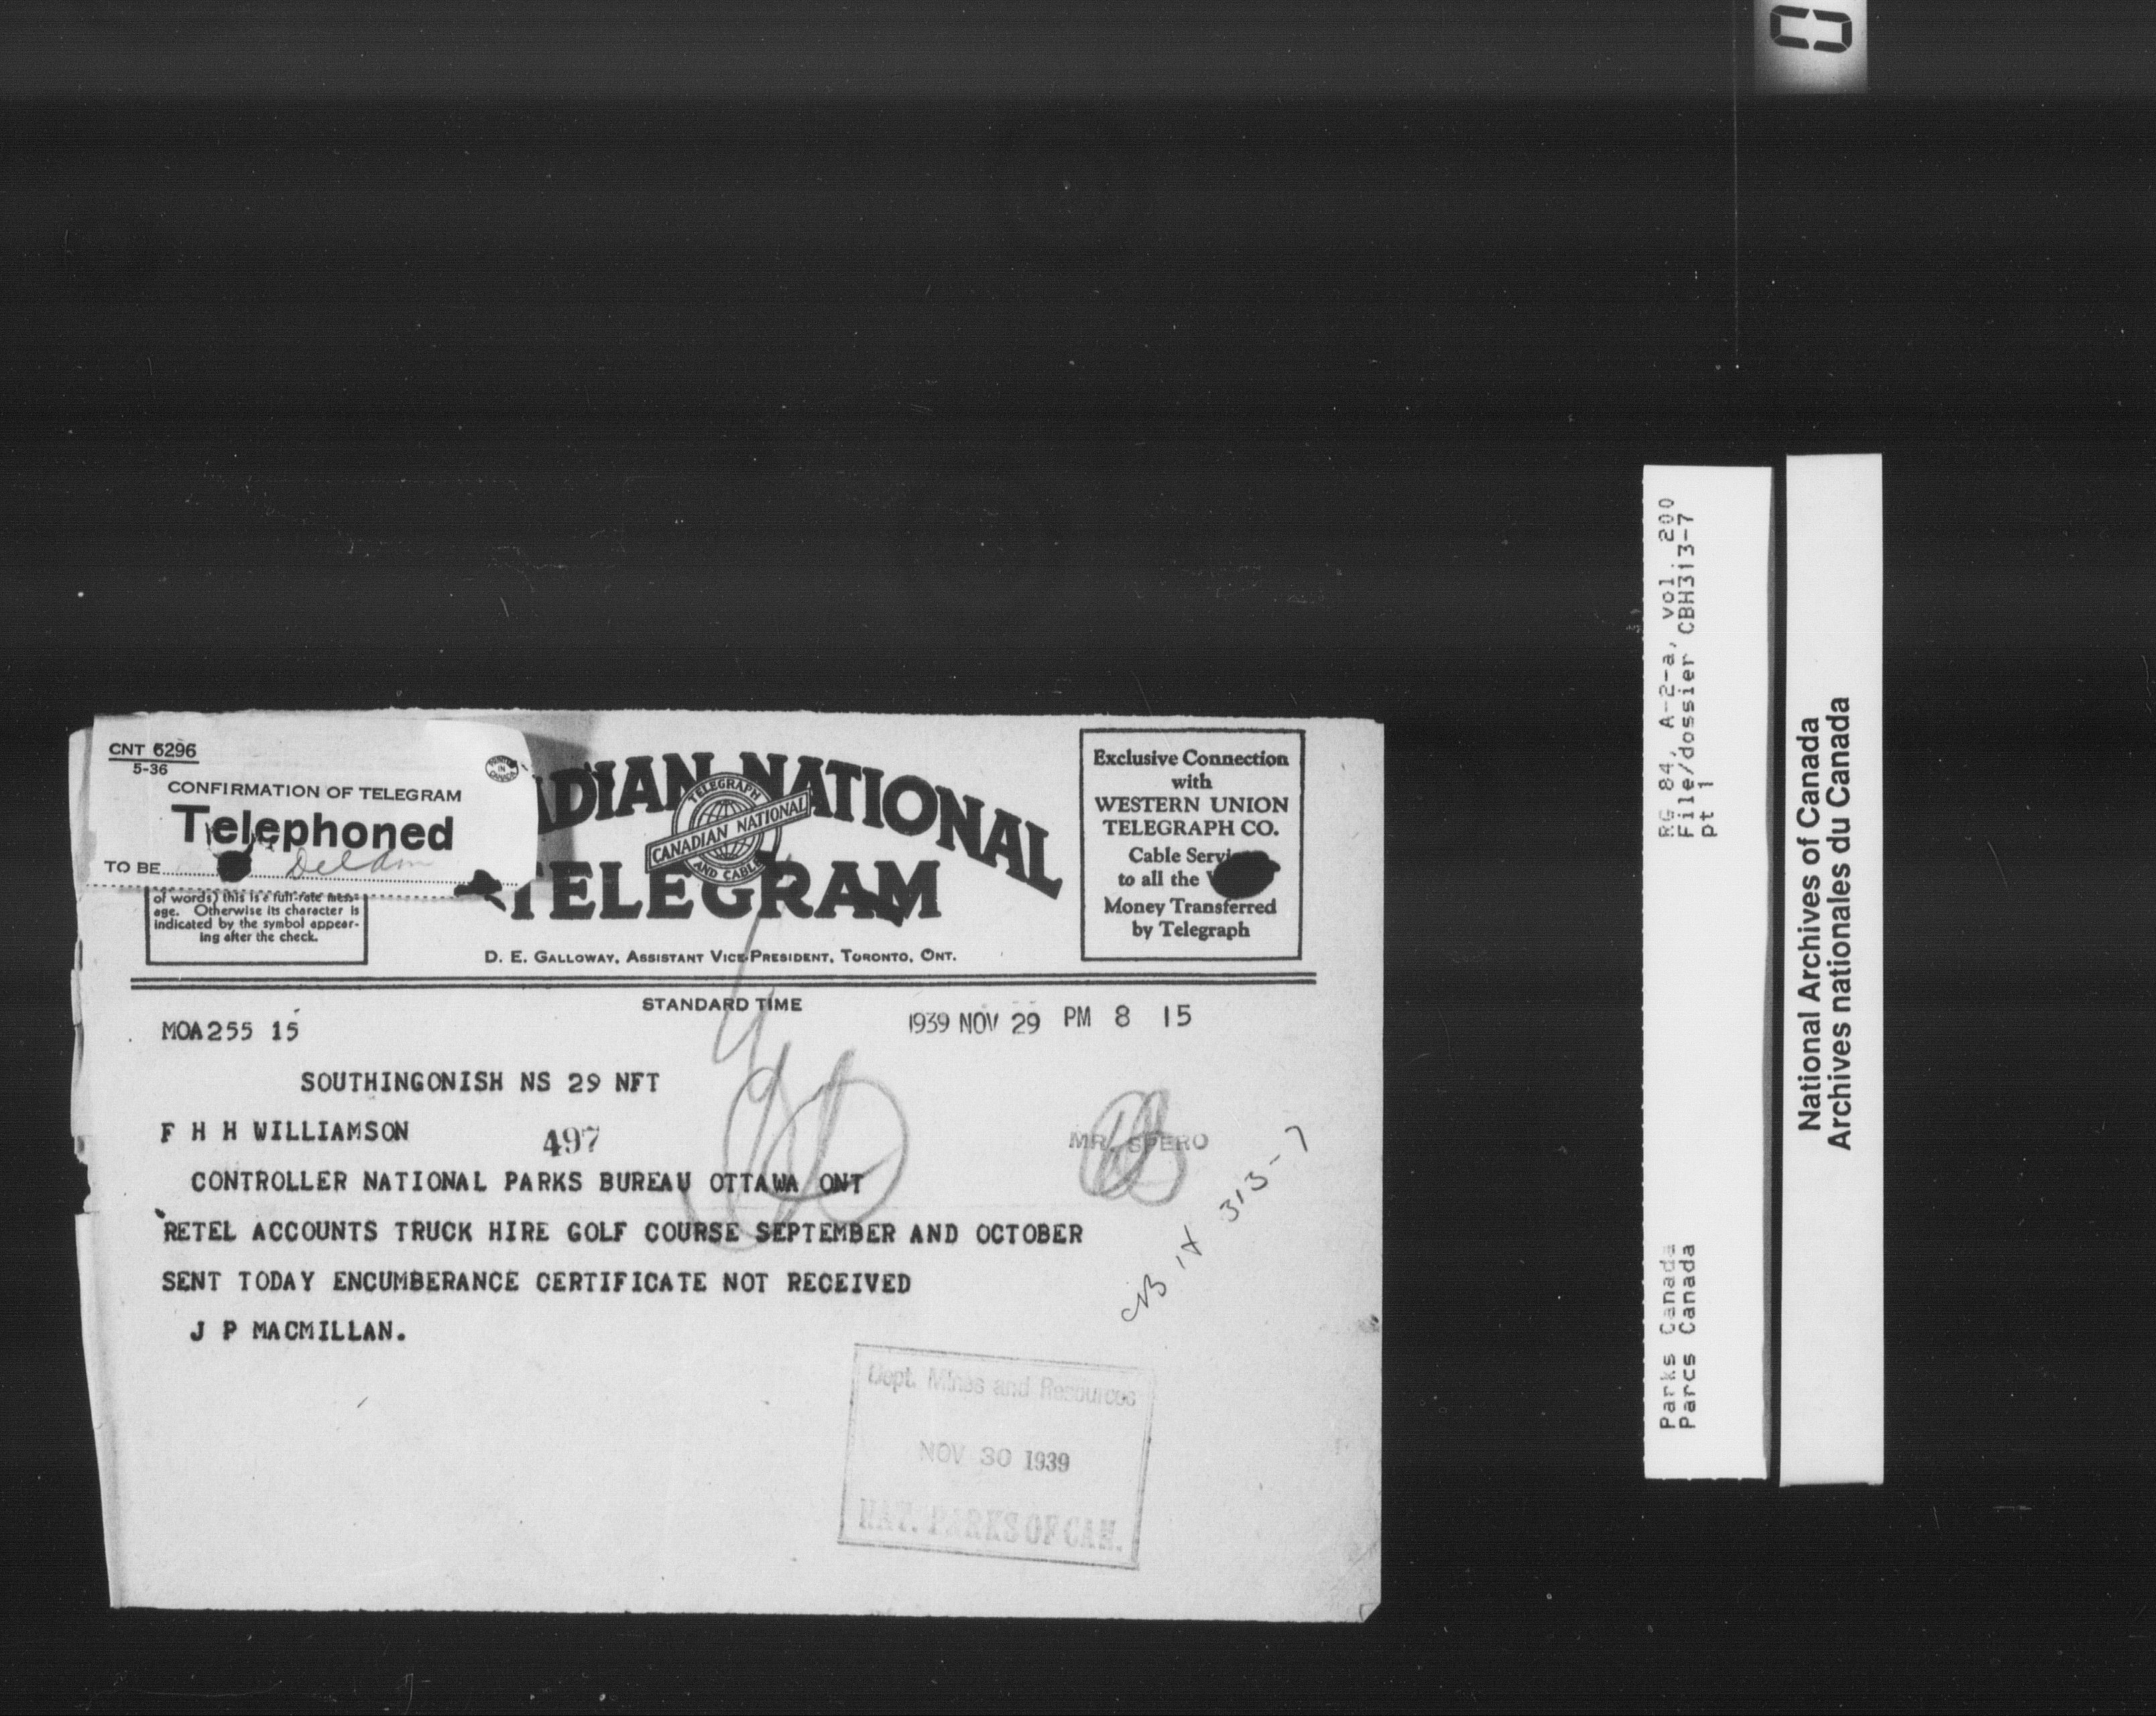 CNT 6296
5-36
PRINTED IN CANADA
CONFIRMATION OF TELEGRAM
Telephoned
TO BE
of words) this is a full-rate mess-
age. Otherwise its character is
indicated by the symbol appear-
ing after the check.
ADIAN NATIONAL
TELEGRAM
TELEGRAPH
CANADIAN NATIONAL
AND CABLE
D. E. GALLOWAY, ASSISTANT VICE-PRESIDENT, TORONTO, ONT.
Exclusive Connection
with
WESTERN UNION
TELEGRAPH CO.
Cable Servi
to all the
Money Transferred
by Telegraph
STANDARD TIME
1939 NOV 29 PM 8 15
MOA255 15
SOUTHINGONISH NS 29 NFT
F H H WILLIAMSON
497
MR. SPERO
CONTROLLER NATIONAL PARKS BUREAU OTTAWA ONT
RETEL ACCOUNTS TRUCK HIRE GOLF COURSE SEPTEMBER AND OCTOBER
SENT TODAY ENCUMBERANCE CERTIFICATE NOT RECEIVED
J P MACMILLAN.
313-7
Dept. Mines and Resources
NOV 30 1939
NAT. PARKS OF CAN.
RG 84, A-2-a, vol. 200
File/dossier CBH313-7
pt 1
Parks Canada
Parcs Canada
National Archives of Canada
Archives nationales du Canada